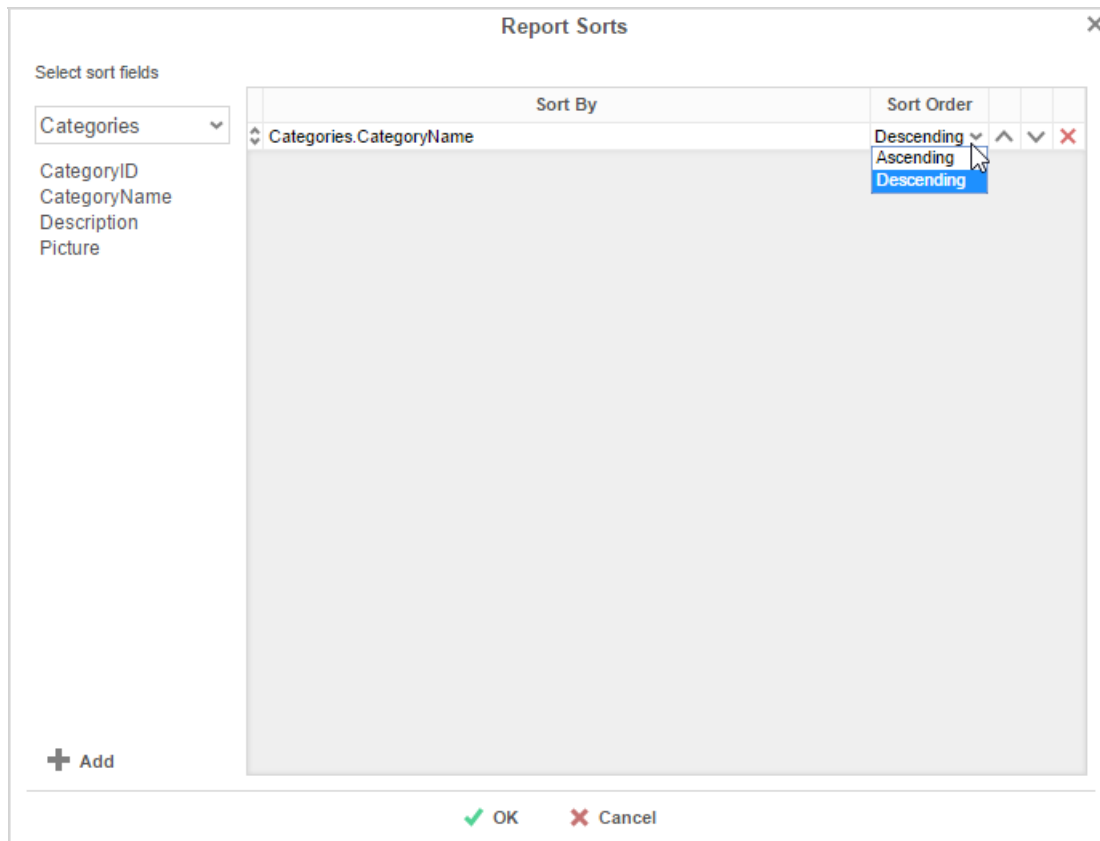 Report Sorts
Select sort fields
Categories
CategoryID
CategoryName
Description
Picture
Add
Sort By Sort Order
Categories.CategoryName Descending
Ascending
Descending
OK Cancel